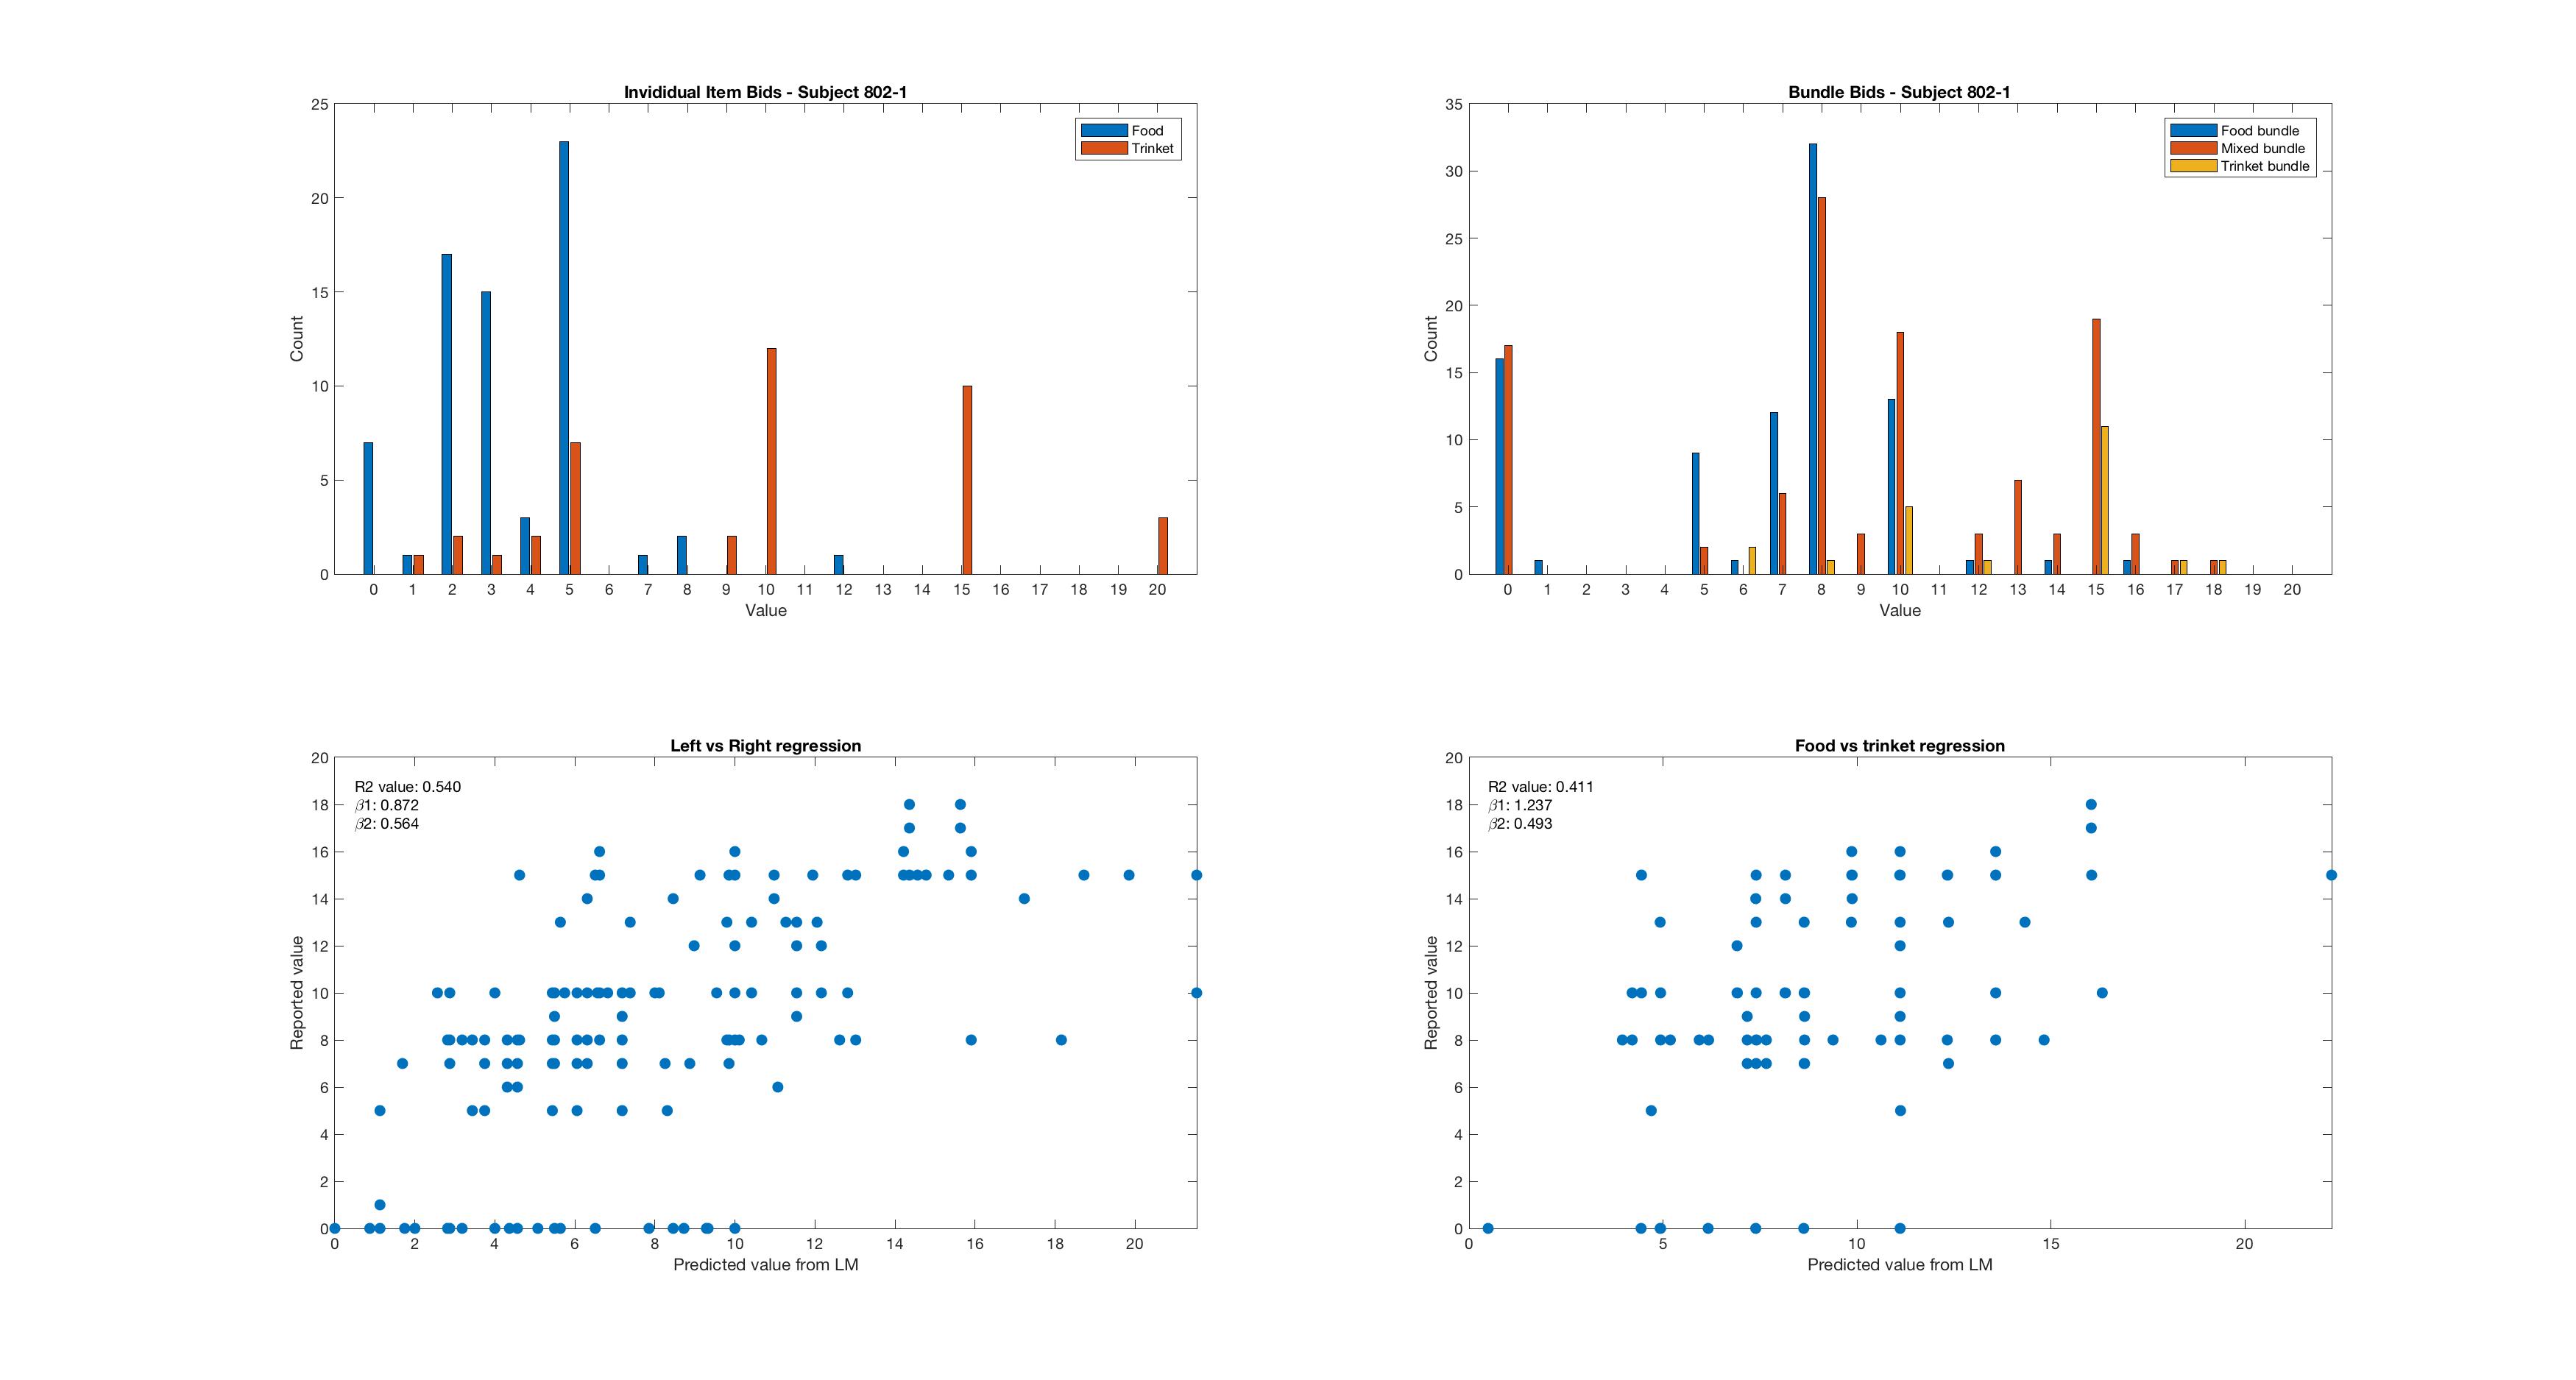 Invididual Item Bids - Subject 802-1
25
20
15
10
5
0
Count
Food
Trinket
0 1 2 3 4 5 6 7 8 9 10 11 12 13 14 15 16 17 18 19 20
Value
Bundle Bids - Subject 802-1
35
30
25
20
15
10
5
0
Count
Food bundle
Mixed bundle
Trinket bundle
0 1 2 3 4 5 6 7 8 9 10 11 12 13 14 15 16 17 18 19 20
Value
Left vs Right regression
20
18
16
14
12
10
8
6
4
2
0
Reported value
R2 value: 0.540
β1: 0.872
β2: 0.564
0 2 4 6 8 10 12 14 16 18 20
Predicted value from LM
Food vs trinket regression
20
18
16
14
12
10
8
6
4
2
0
Reported value
R2 value: 0.411
β1: 1.237
β2: 0.493
0 5 10 15 20
Predicted value from LM